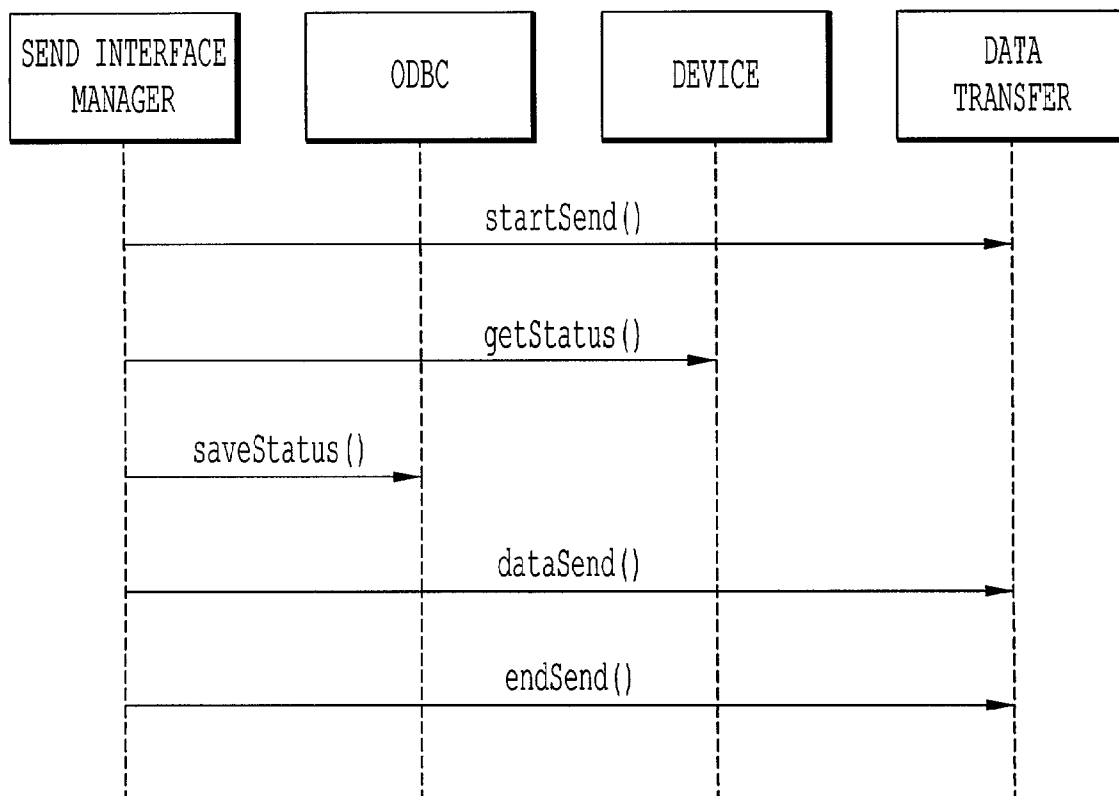 SEND INTERFACE
MANAGER
ODBC
DEVICE
DATA
TRANSFER
startSend()
getStatus()
saveStatus()
dataSend()
endSend()